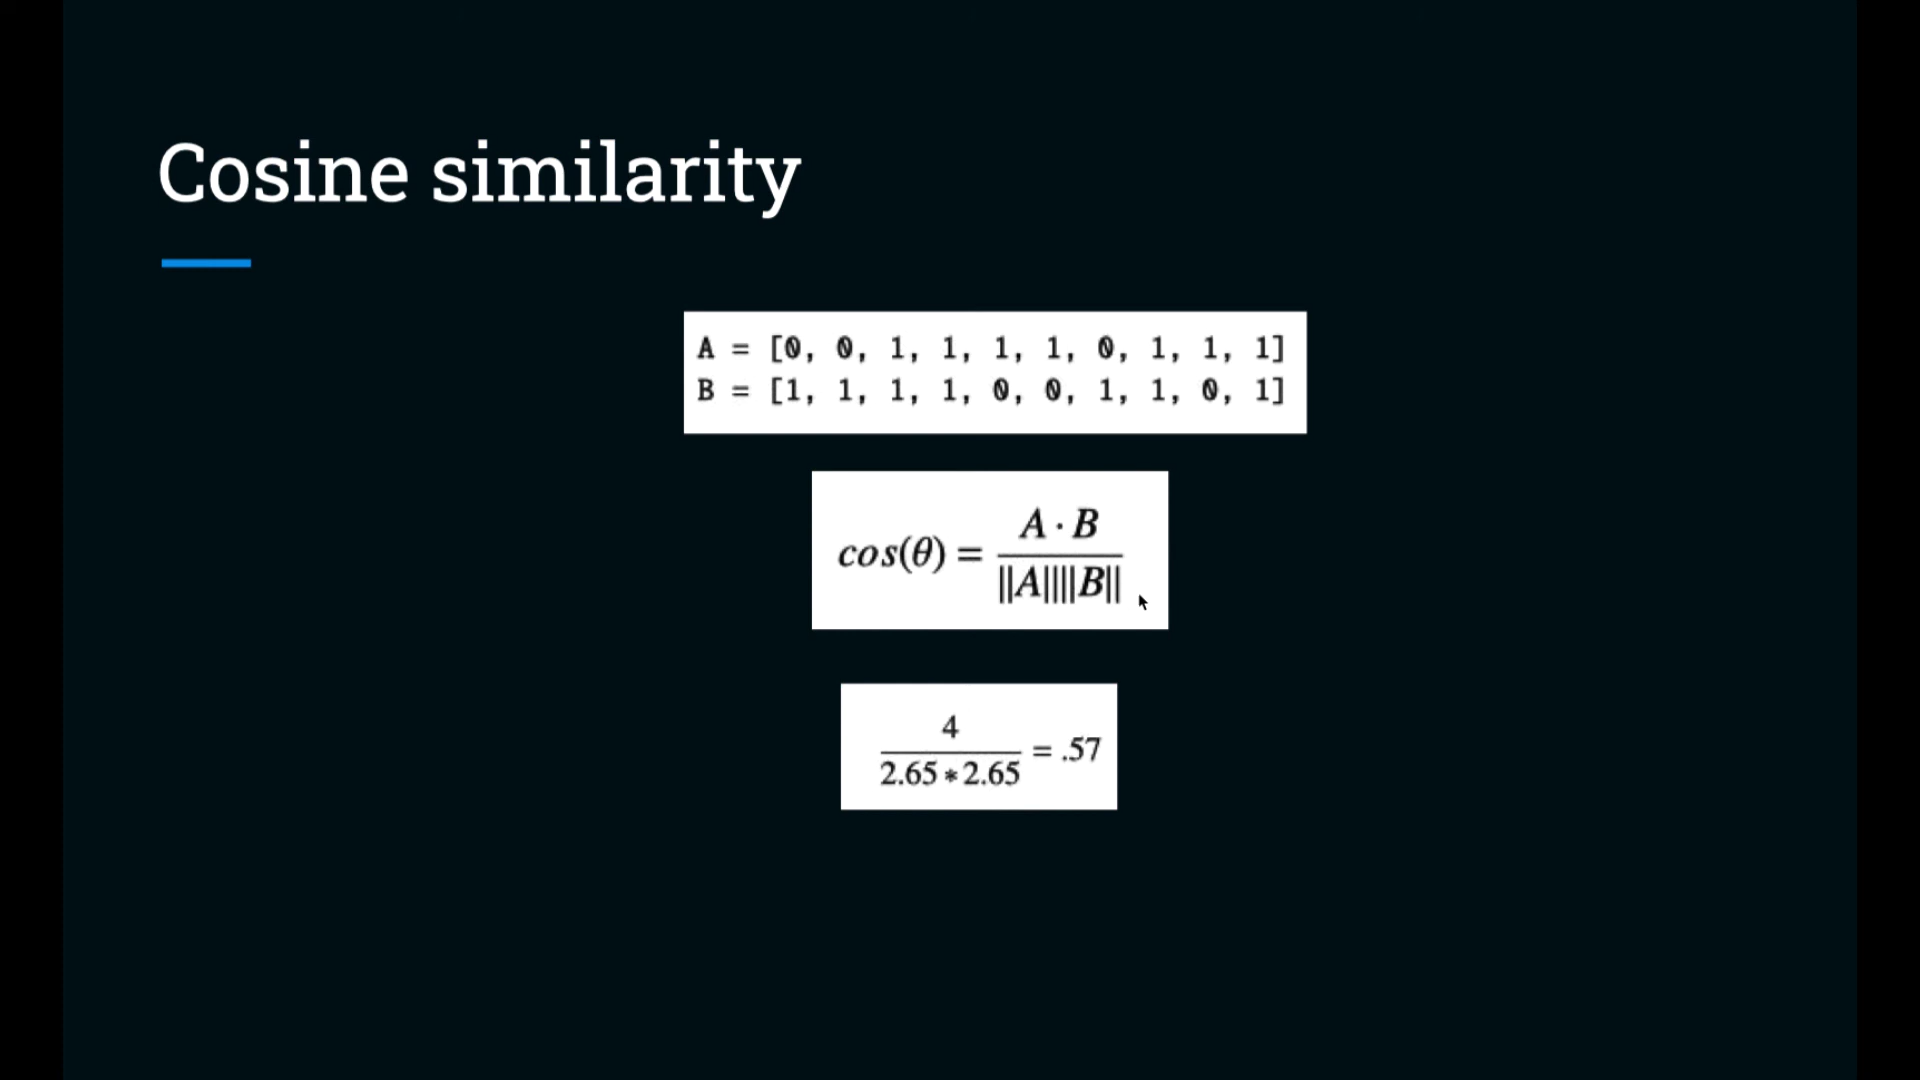 Cosine similarity
A = [0, 0, 1, 1, 1, 1, 0, 1, 1, 1]
B = [1, 1, 1, 1, 0, 0, 1, 1, 0, 1]
cos(θ) = A · B / ||A||||B||
4 / 2.65 * 2.65 = .57